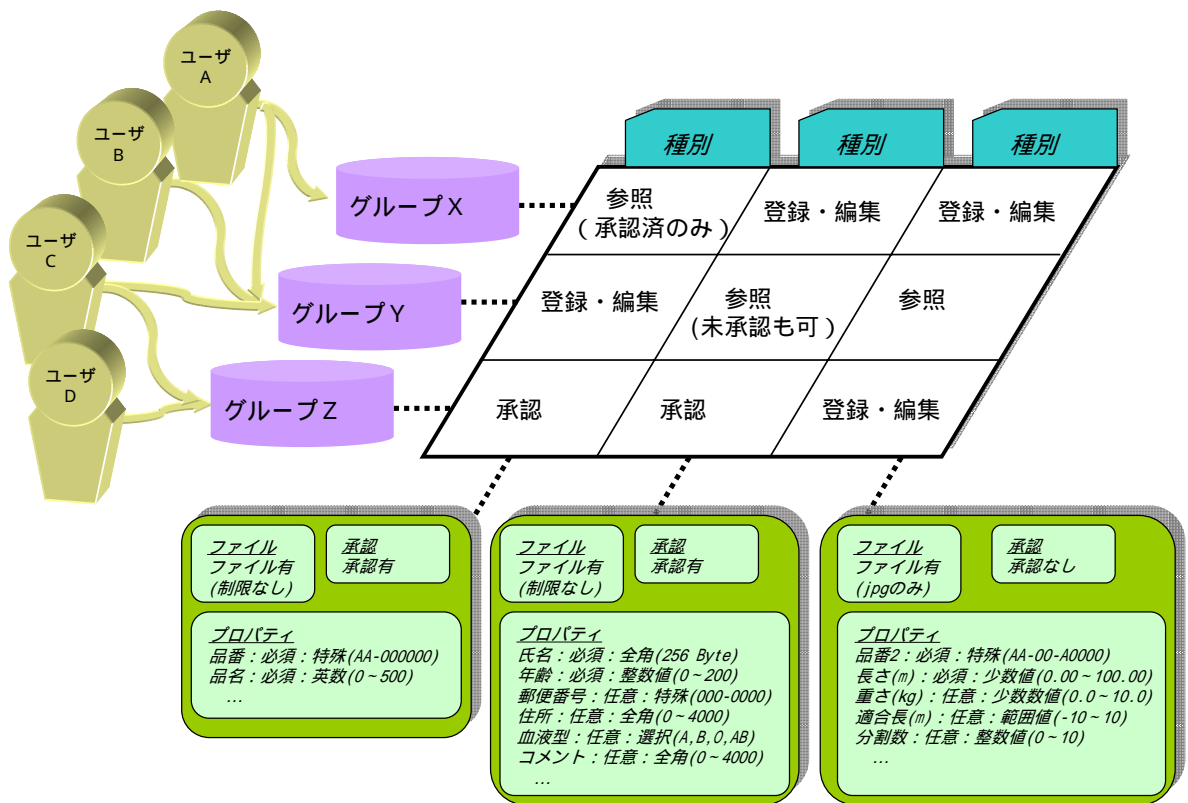 ユーザ
A
ユーザ
B
ユーザ
C
ユーザ
D
グループX
グループY
グループZ
種別
種別
種別
参照
(承認済のみ)
登録・編集
登録・編集
登録・編集
参照
(未承認も可)
参照
承認
承認
登録・編集
ファイル
ファイル有
(制限なし)
承認
承認有
プロパティ
品番:必須:特殊(AA-000000)
品名:必須:英数(0~500)
…
ファイル
ファイル有
(制限なし)
承認
承認有
プロパティ
氏名:必須:全角(256 Byte)
年齢:必須:整数値(0~200)
郵便番号:任意:特殊(000-0000)
住所:任意:全角(0~4000)
血液型:任意:選択(A,B,O,AB)
コメント:任意:全角(0~4000)
…
ファイル
ファイル有
(jpgのみ)
承認
承認なし
プロパティ
品番2:必須:特殊(AA-00-A0000)
長さ(m):必須:少数値(0.00~100.00)
重さ(kg):任意:少数数値(0.0~10.0)
適合長(m):任意:範囲値(-10~10)
分割数:任意:整数値(0~10)
…